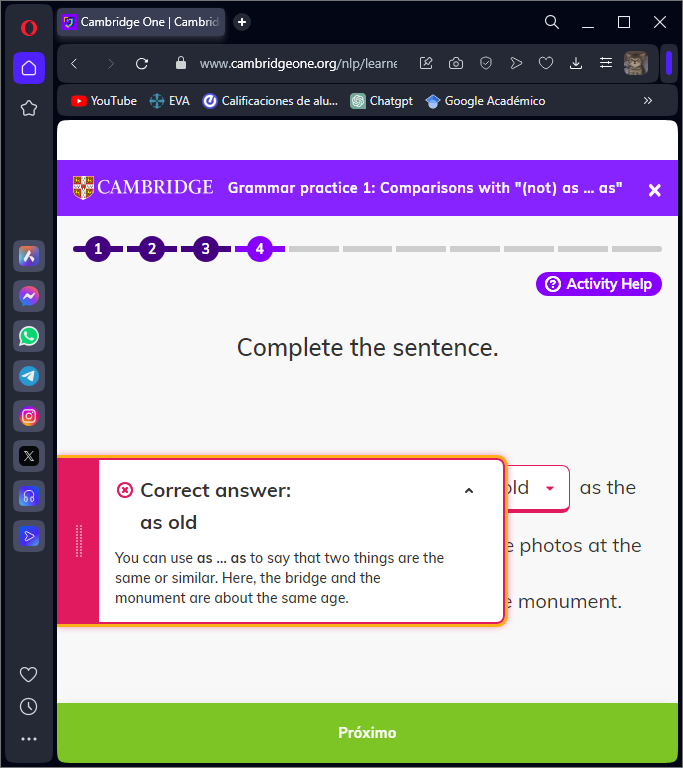 Cambridge One | Cambrid
www.cambridgeone.org/nlp/learne
YouTube
EVA
Calificaciones de alu...
Chatgpt
Google Académico
CAMBRIDGE
Grammar practice 1: Comparisons with "(not) as ... as"
1 2 3 4
Activity Help
Complete the sentence.
old as the
e photos at the
e monument.
Correct answer:
as old
You can use as ... as to say that two things are the
same or similar. Here, the bridge and the
monument are about the same age.
Próximo